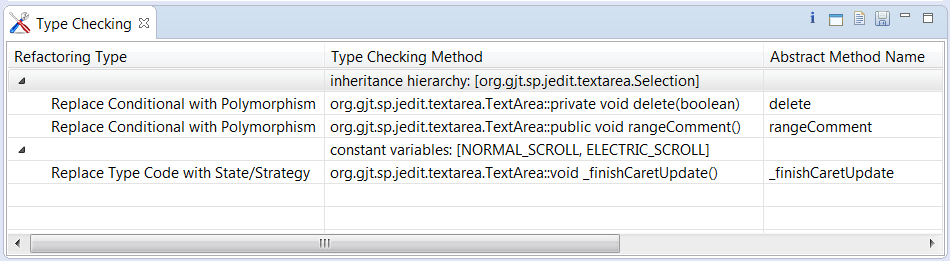 Type Checking
Refactoring Type Type Checking Method Abstract Method Name
inheritance hierarchy: [org.gjt.sp.jedit.textarea.Selection]
Replace Conditional with Polymorphism org.gjt.sp.jedit.textarea.TextArea::private void delete(boolean) delete
Replace Conditional with Polymorphism org.gjt.sp.jedit.textarea.TextArea::public void rangeComment() rangeComment
constant variables: [NORMAL_SCROLL, ELECTRIC_SCROLL]
Replace Type Code with State/Strategy org.gjt.sp.jedit.textarea.TextArea::void _finishCaretUpdate() _finishCaretUpdate